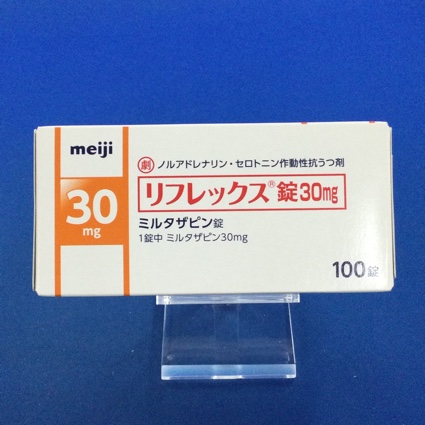 meiji
30
mg
劇 ノルアドレナリン・セロトニン作動性抗うつ剤
リフレックス®錠30mg
ミルタザピン錠
1錠中 ミルタザピン30mg
100錠